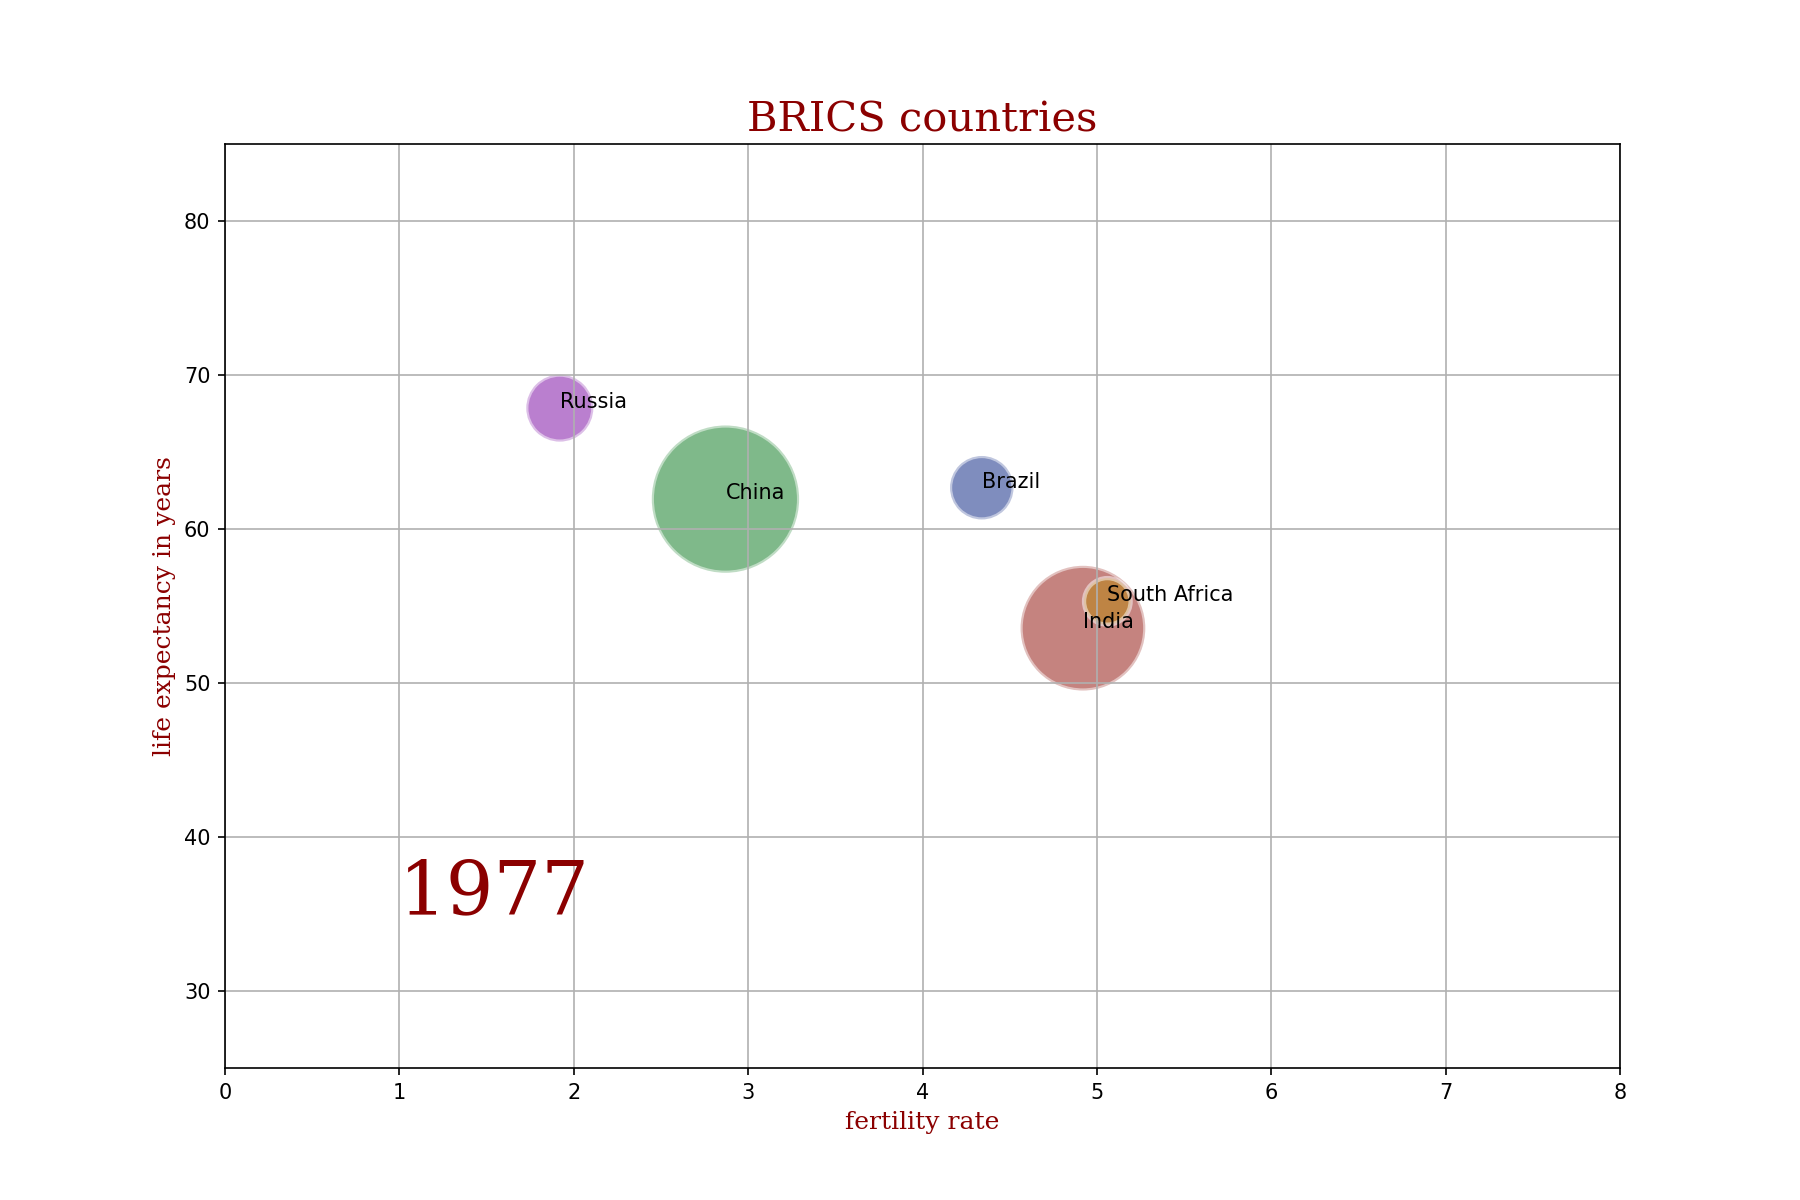 BRICS countries
80
70
60
50
40
30
life expectancy in years
Russia
China
Brazil
South Africa
India
1977
0 1 2 3 4 5 6 7 8
fertility rate